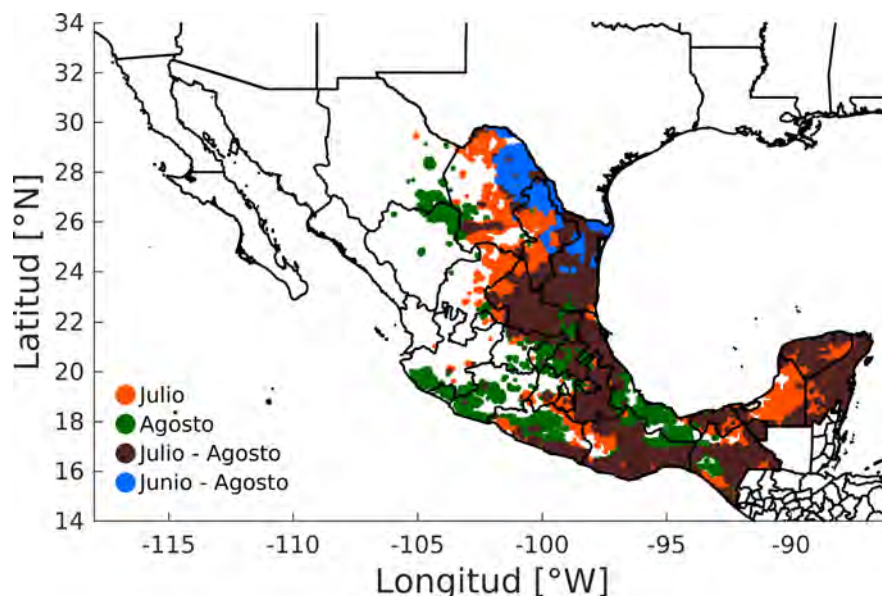 34
32
30
28
26
24
22
20
18
16
14
Latitud [°N]
Julio
Agosto
Julio - Agosto
Junio - Agosto
-115 -110 -105 -100 -95 -90
Longitud [°W]